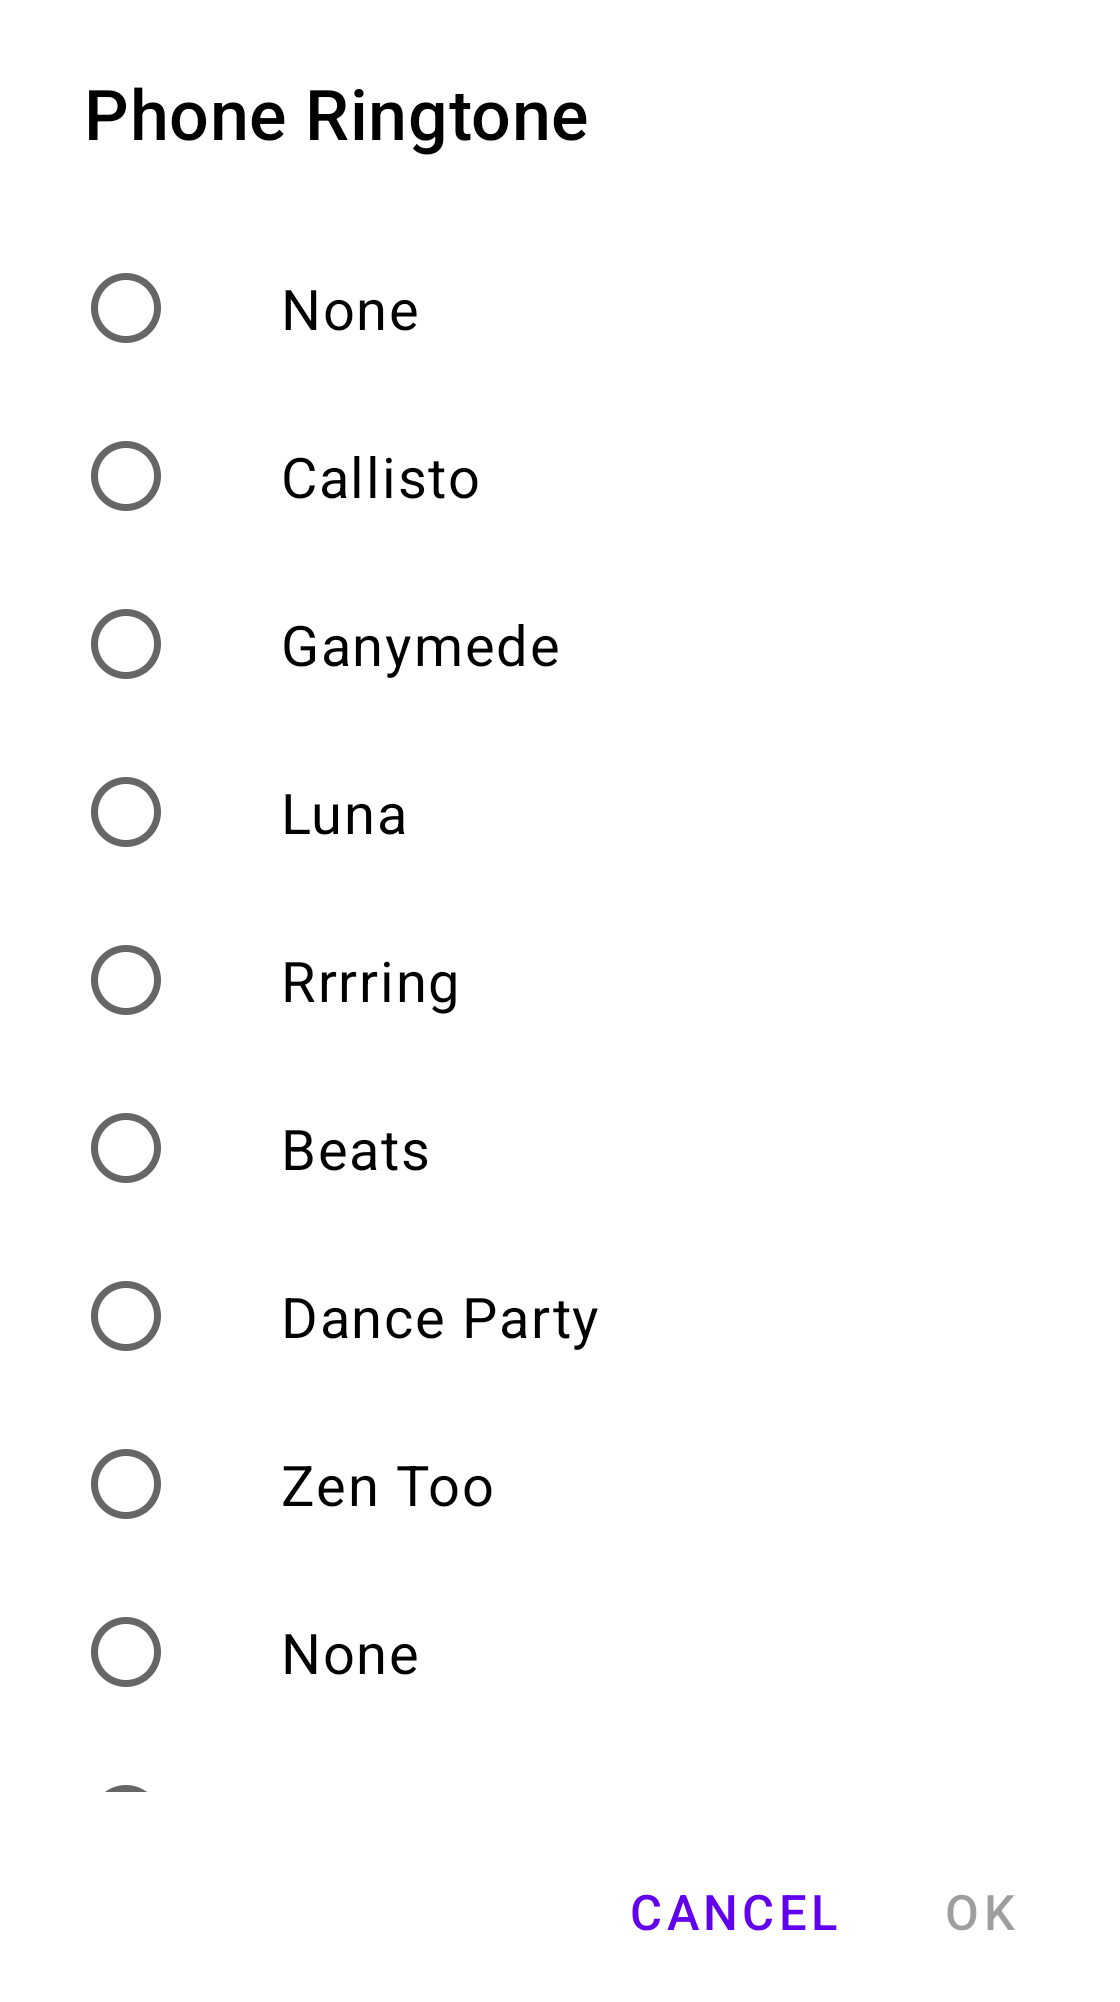 Phone Ringtone
None
Callisto
Ganymede
Luna
Rrrring
Beats
Dance Party
Zen Too
None
CANCEL OK